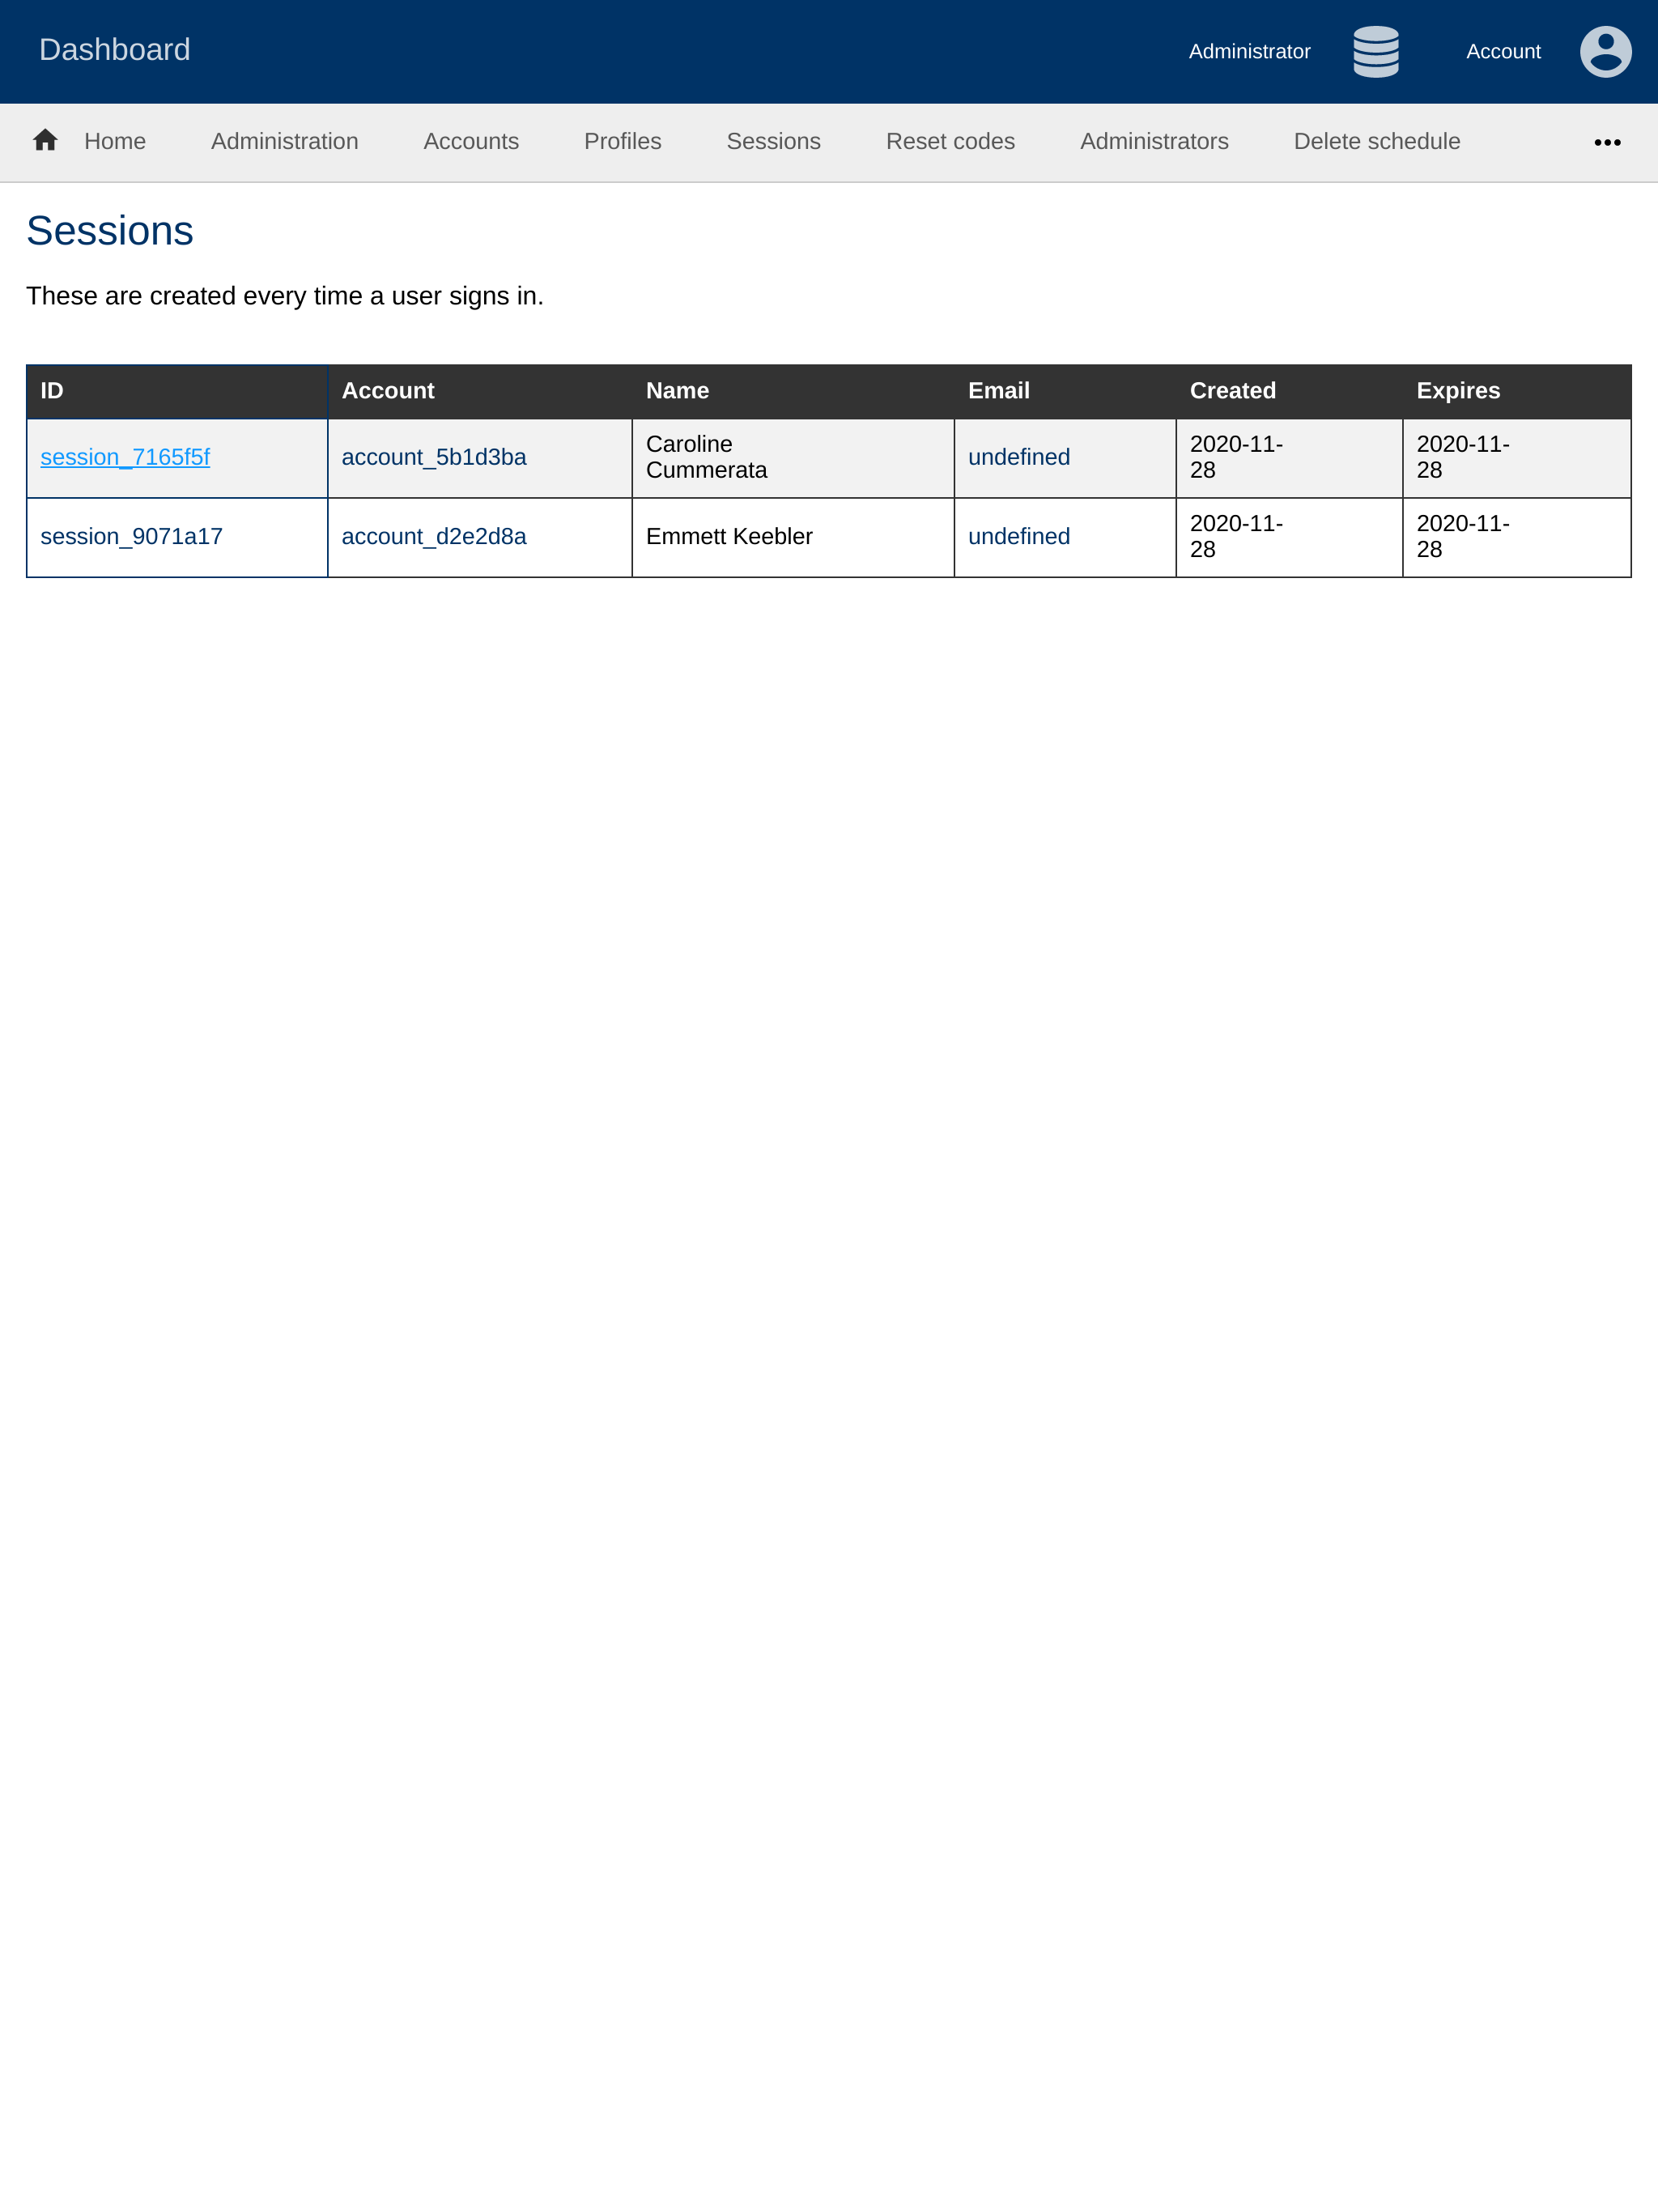 Dashboard
Administrator
Account
Home Administration Accounts Profiles Sessions Reset codes Administrators Delete schedule
Sessions
These are created every time a user signs in.
ID Account Name Email Created Expires
session_7165f5f account_5b1d3ba Caroline Cummerata undefined 2020-11-28 2020-11-28
session_9071a17 account_d2e2d8a Emmett Keebler undefined 2020-11-28 2020-11-28